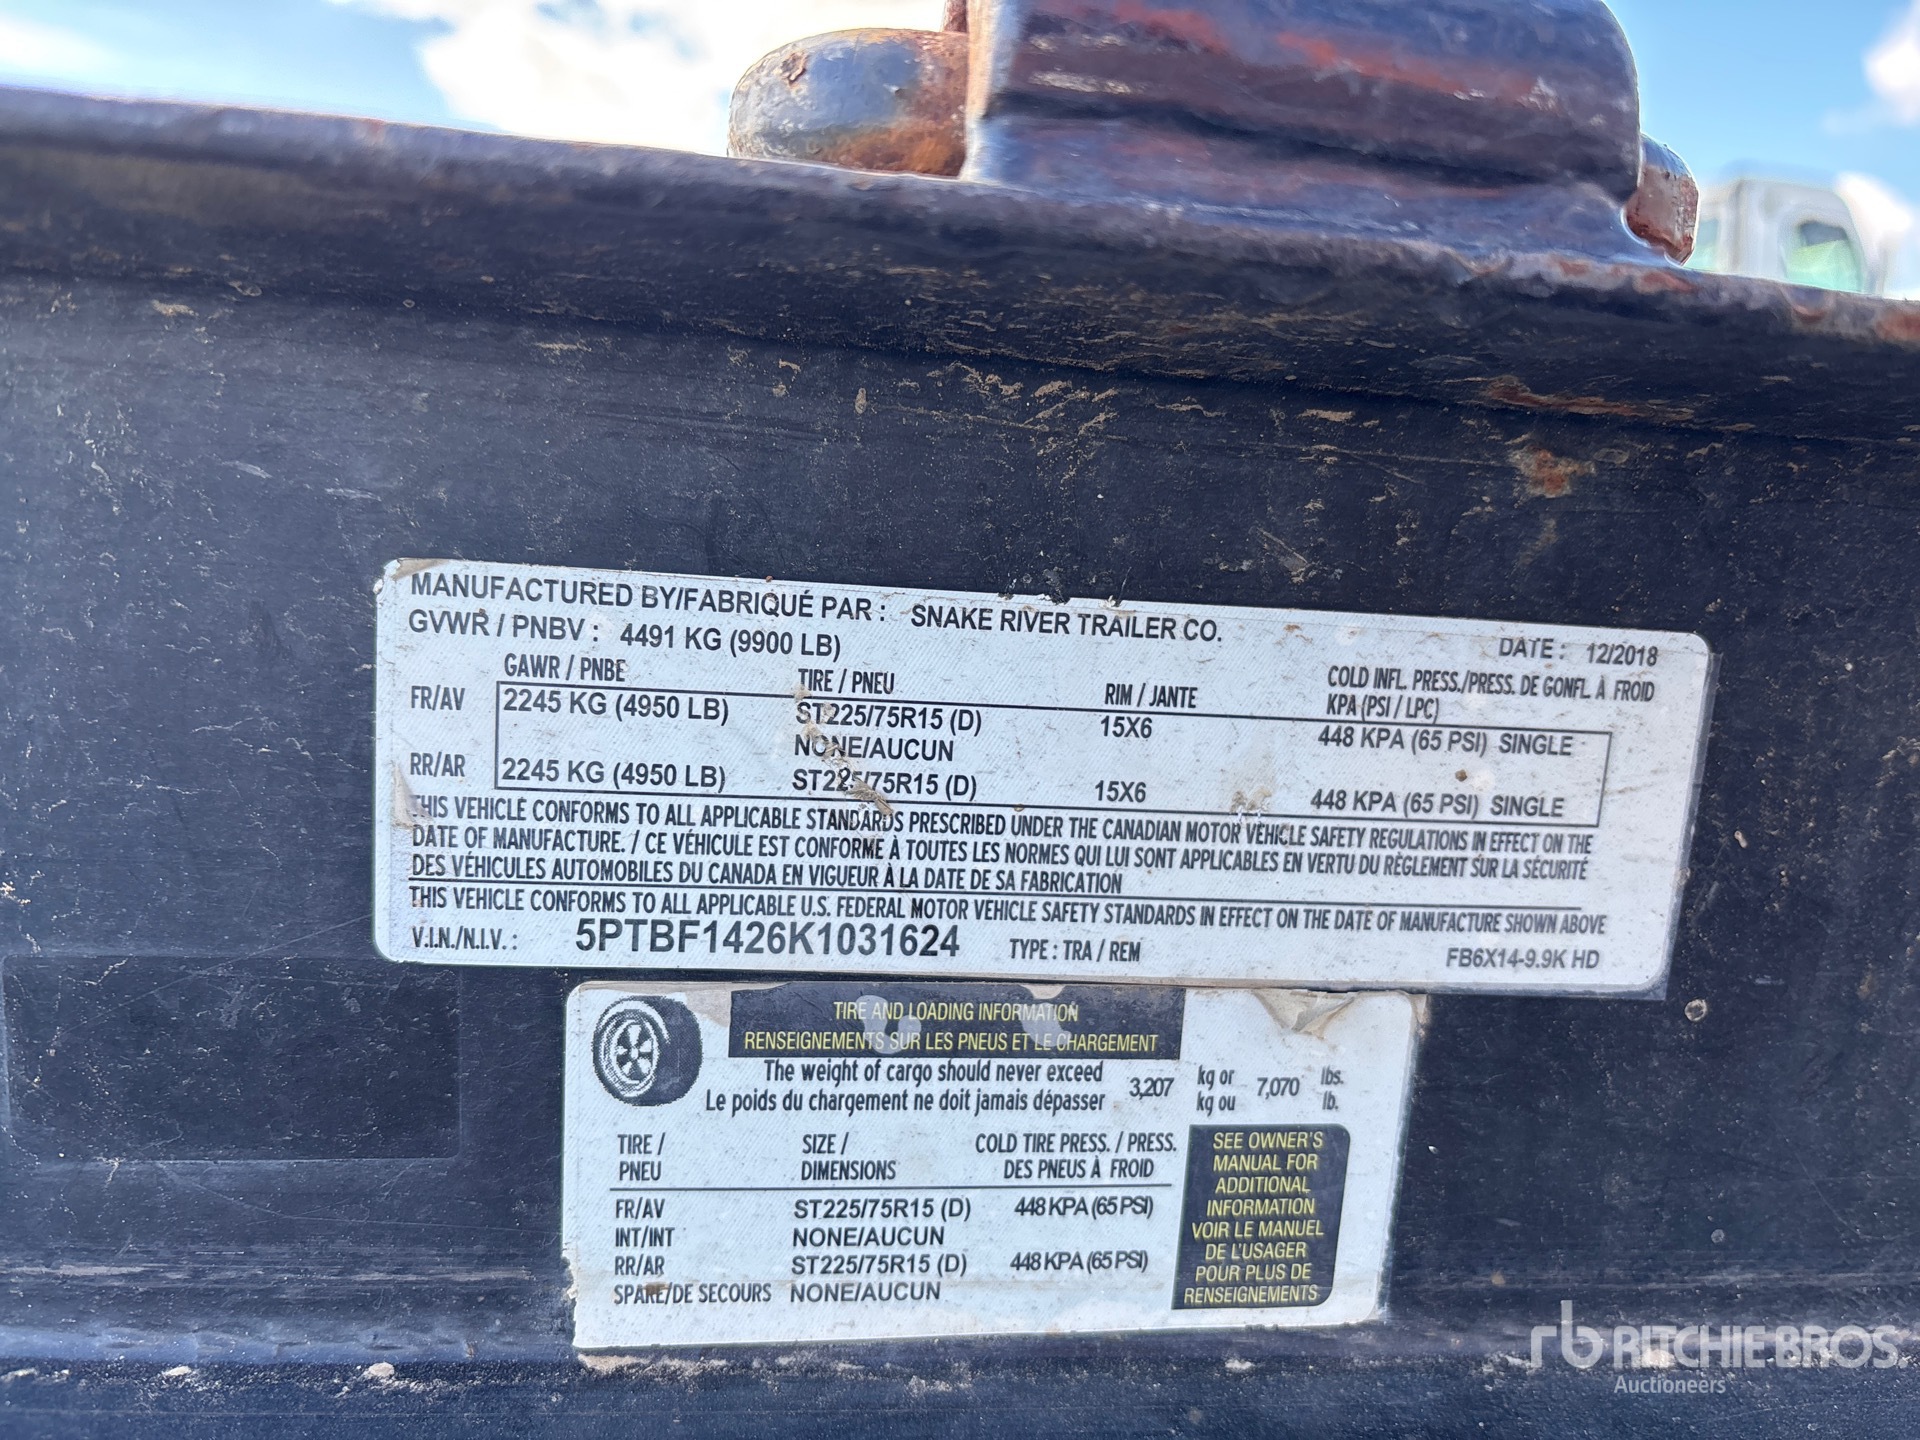 MANUFACTURED BY/FABRIQUÉ PAR : SNAKE RIVER TRAILER CO.
GVWR / PNBV : 4491 KG (9900 LB) DATE : 12/2018
GAWR / PNBE TIRE / PNEU RIM / JANTE COLD INFL. PRESS./PRESS. DE GONFL. À FROID
KPA (PSI / LPC)
FR/AV 2245 KG (4950 LB) ST225/75R15 (D) 15X6 448 KPA (65 PSI) SINGLE
NONE/AUCUN
RR/AR 2245 KG (4950 LB) ST225/75R15 (D) 15X6 448 KPA (65 PSI) SINGLE
THIS VEHICLE CONFORMS TO ALL APPLICABLE STANDARDS PRESCRIBED UNDER THE CANADIAN MOTOR VEHICLE SAFETY REGULATIONS IN EFFECT ON THE
DATE OF MANUFACTURE. / CE VÉHICULE EST CONFORME À TOUTES LES NORMES QUI LUI SONT APPLICABLES EN VERTU DU RÈGLEMENT SUR LA SÉCURITÉ
DES VÉHICULES AUTOMOBILES DU CANADA EN VIGUEUR À LA DATE DE SA FABRICATION
THIS VEHICLE CONFORMS TO ALL APPLICABLE U.S. FEDERAL MOTOR VEHICLE SAFETY STANDARDS IN EFFECT ON THE DATE OF MANUFACTURE SHOWN ABOVE
V.I.N./N.I.V. : 5PTBF1426K1031624 TYPE : TRA / REM FB6X14-9.9K HD
TIRE AND LOADING INFORMATION
RENSEIGNEMENTS SUR LES PNEUS ET LE CHARGEMENT
The weight of cargo should never exceed 3,207 kg or 7,070 lbs.
Le poids du chargement ne doit jamais dépasser kg ou lb.
TIRE / SIZE / COLD TIRE PRESS. / PRESS.
PNEU DIMENSIONS DES PNEUS À FROID
FR/AV ST225/75R15 (D) 448 KPA (65 PSI)
INT/INT NONE/AUCUN
RR/AR ST225/75R15 (D) 448 KPA (65 PSI)
SPARE/DE SECOURS NONE/AUCUN
SEE OWNER'S
MANUAL FOR
ADDITIONAL
INFORMATION
VOIR LE MANUEL
DE L'USAGER
POUR PLUS DE
RENSEIGNEMENTS
rb RITCHIE BROS.
Auctioneers